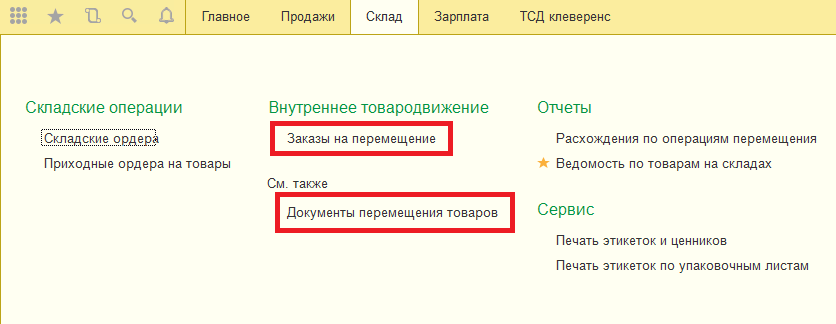 Главное Продажи Склад Зарплата ТСД клеверенс
Складские операции
Складские ордера
Приходные ордера на товары
Внутреннее товародвижение
Заказы на перемещение
См. также
Документы перемещения товаров
Отчеты
Расхождения по операциям перемещения
Ведомость по товарам на складах
Сервис
Печать этикеток и ценников
Печать этикеток по упаковочным листам